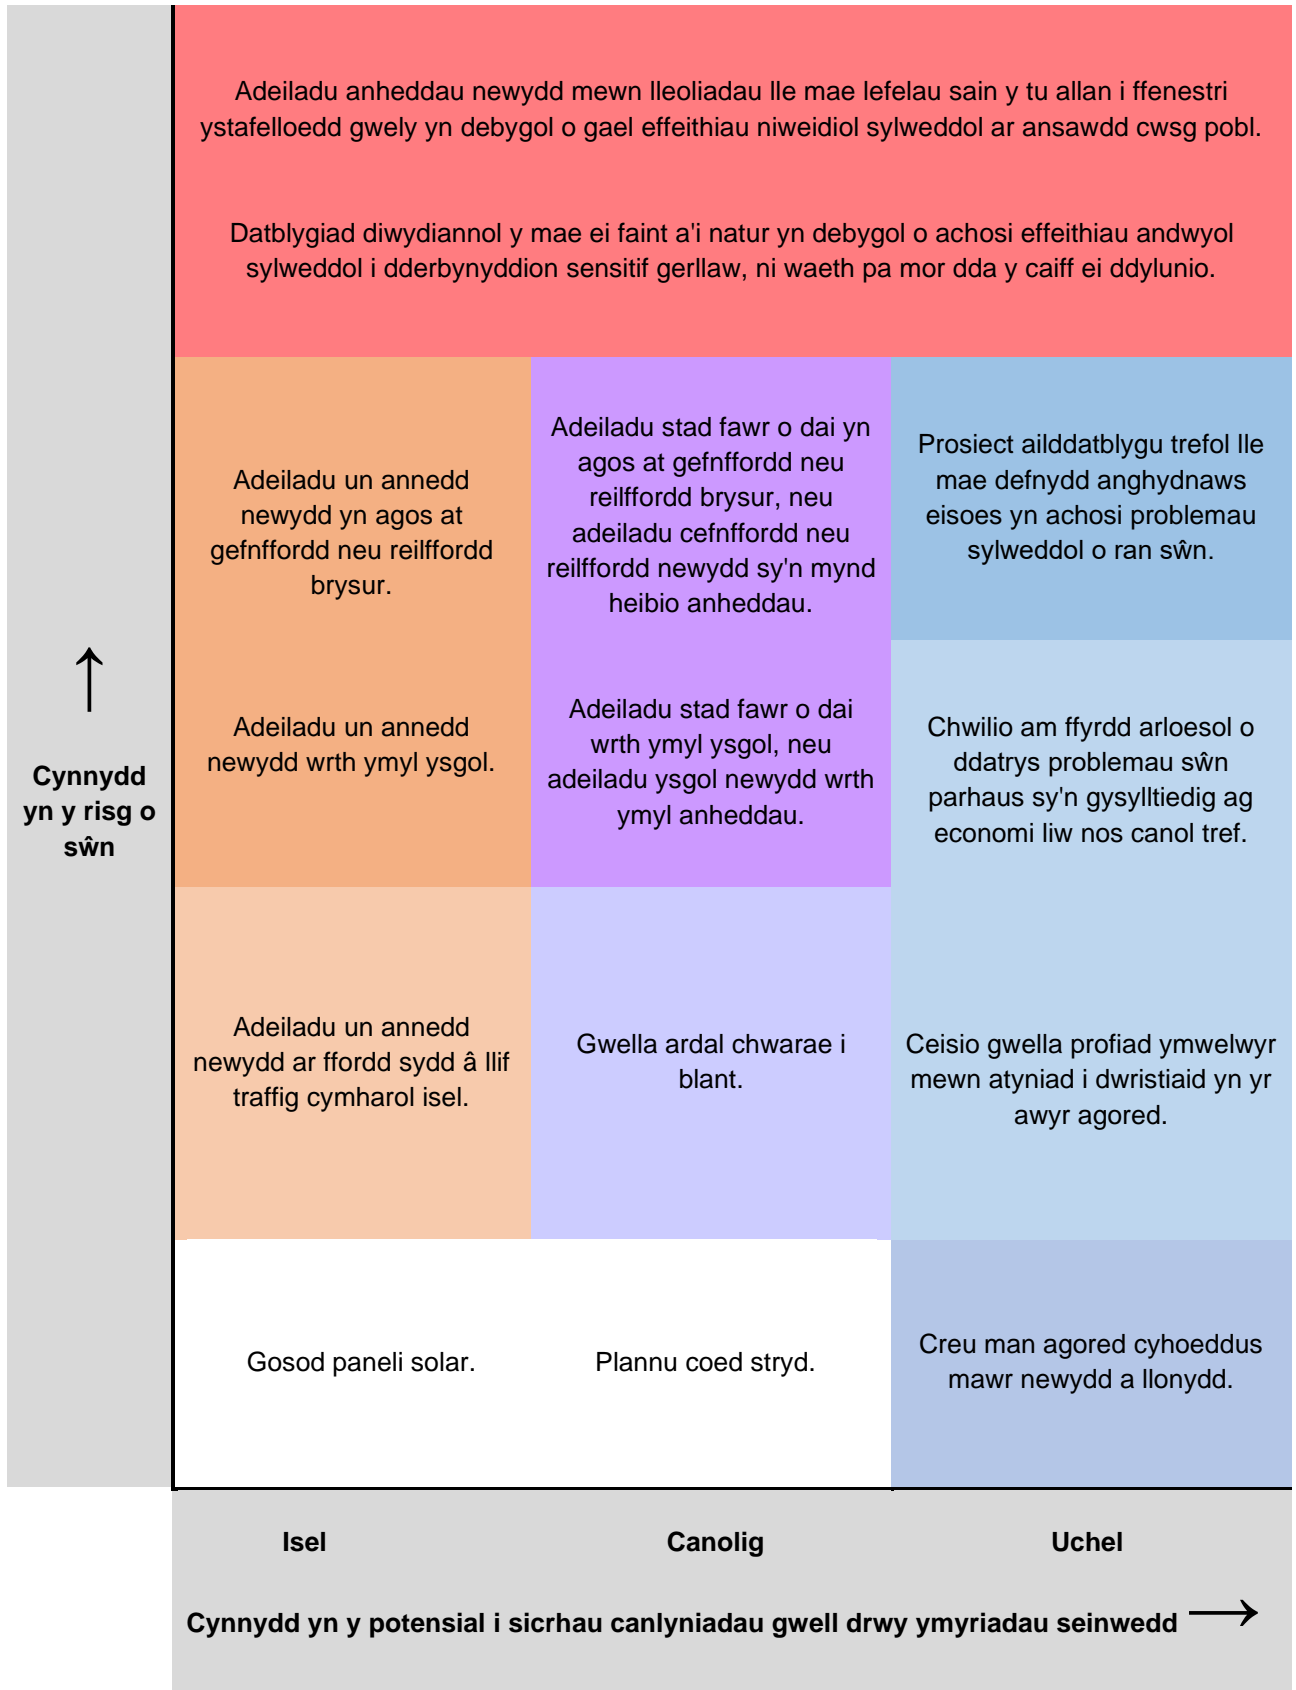 Adeiladu anheddau newydd mewn lleoliadau lle mae lefelau sain y tu allan i ffenestri
ystafelloedd gwely yn debygol o gael effeithiau niweidiol sylweddol ar ansawdd cwsg pobl.
Datblygiad diwydiannol y mae ei faint a'i natur yn debygol o achosi effeithiau andwyol
sylweddol i dderbynyddion sensitif gerllaw, ni waeth pa mor dda y caiff ei ddylunio.
Adeiladu un annedd
newydd yn agos at
gefnffordd neu reilffordd
brysur.
Adeiladu stad fawr o dai yn
agos at gefnffordd neu
reilffordd brysur, neu
adeiladu cefnffordd neu
reilffordd newydd sy'n mynd
heibio anheddau.
Prosiect ailddatblygu trefol lle
mae defnydd anghydnaws
eisoes yn achosi problemau
sylweddol o ran sŵn.
↑
Cynnydd
yn y risg o
sŵn
Adeiladu un annedd
newydd wrth ymyl ysgol.
Adeiladu stad fawr o dai
wrth ymyl ysgol, neu
adeiladu ysgol newydd wrth
ymyl anheddau.
Chwilio am ffyrdd arloesol o
ddatrys problemau sŵn
parhaus sy'n gysylltiedig ag
economi liw nos canol tref.
Adeiladu un annedd
newydd ar ffordd sydd â llif
traffig cymharol isel.
Gwella ardal chwarae i
blant.
Ceisio gwella profiad ymwelwyr
mewn atyniad i dwristiaid yn yr
awyr agored.
Gosod paneli solar.
Plannu coed stryd.
Creu man agored cyhoeddus
mawr newydd a llonydd.
Isel
Canolig
Uchel
Cynnydd yn y potensial i sicrhau canlyniadau gwell drwy ymyriadau seinwedd →